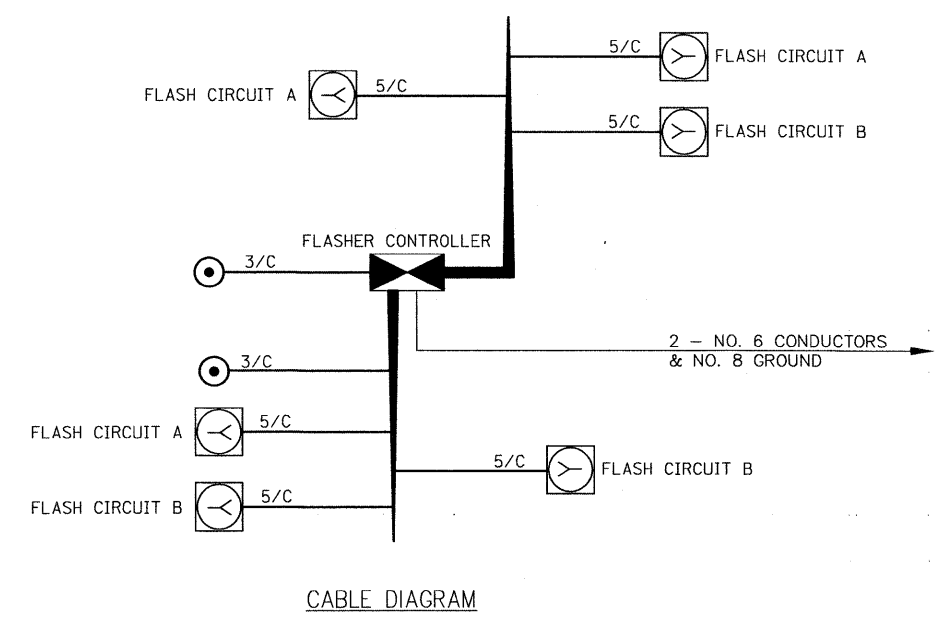 5/C
FLASH CIRCUIT A
FLASH CIRCUIT A
5/C
5/C
FLASH CIRCUIT B
FLASHER CONTROLLER
3/C
2 – NO. 6 CONDUCTORS
& NO. 8 GROUND
3/C
FLASH CIRCUIT A
5/C
5/C
FLASH CIRCUIT B
FLASH CIRCUIT B
5/C
CABLE DIAGRAM